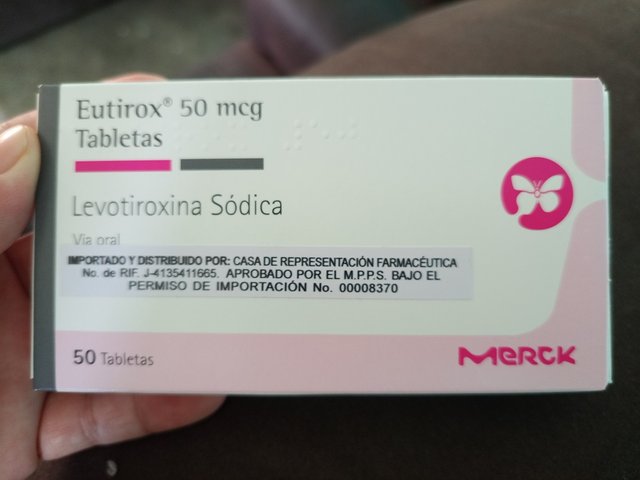 Eutirox® 50 mcg
Tabletas
Levotiroxina Sódica
Vía oral
IMPORTADO Y DISTRIBUIDO POR: CASA DE REPRESENTACIÓN FARMACÉUTICA
No. de RIF. J-4135411665. APROBADO POR EL M.P.P.S. BAJO EL
PERMISO DE IMPORTACIÓN No. 00008370
50 Tabletas
MERCK